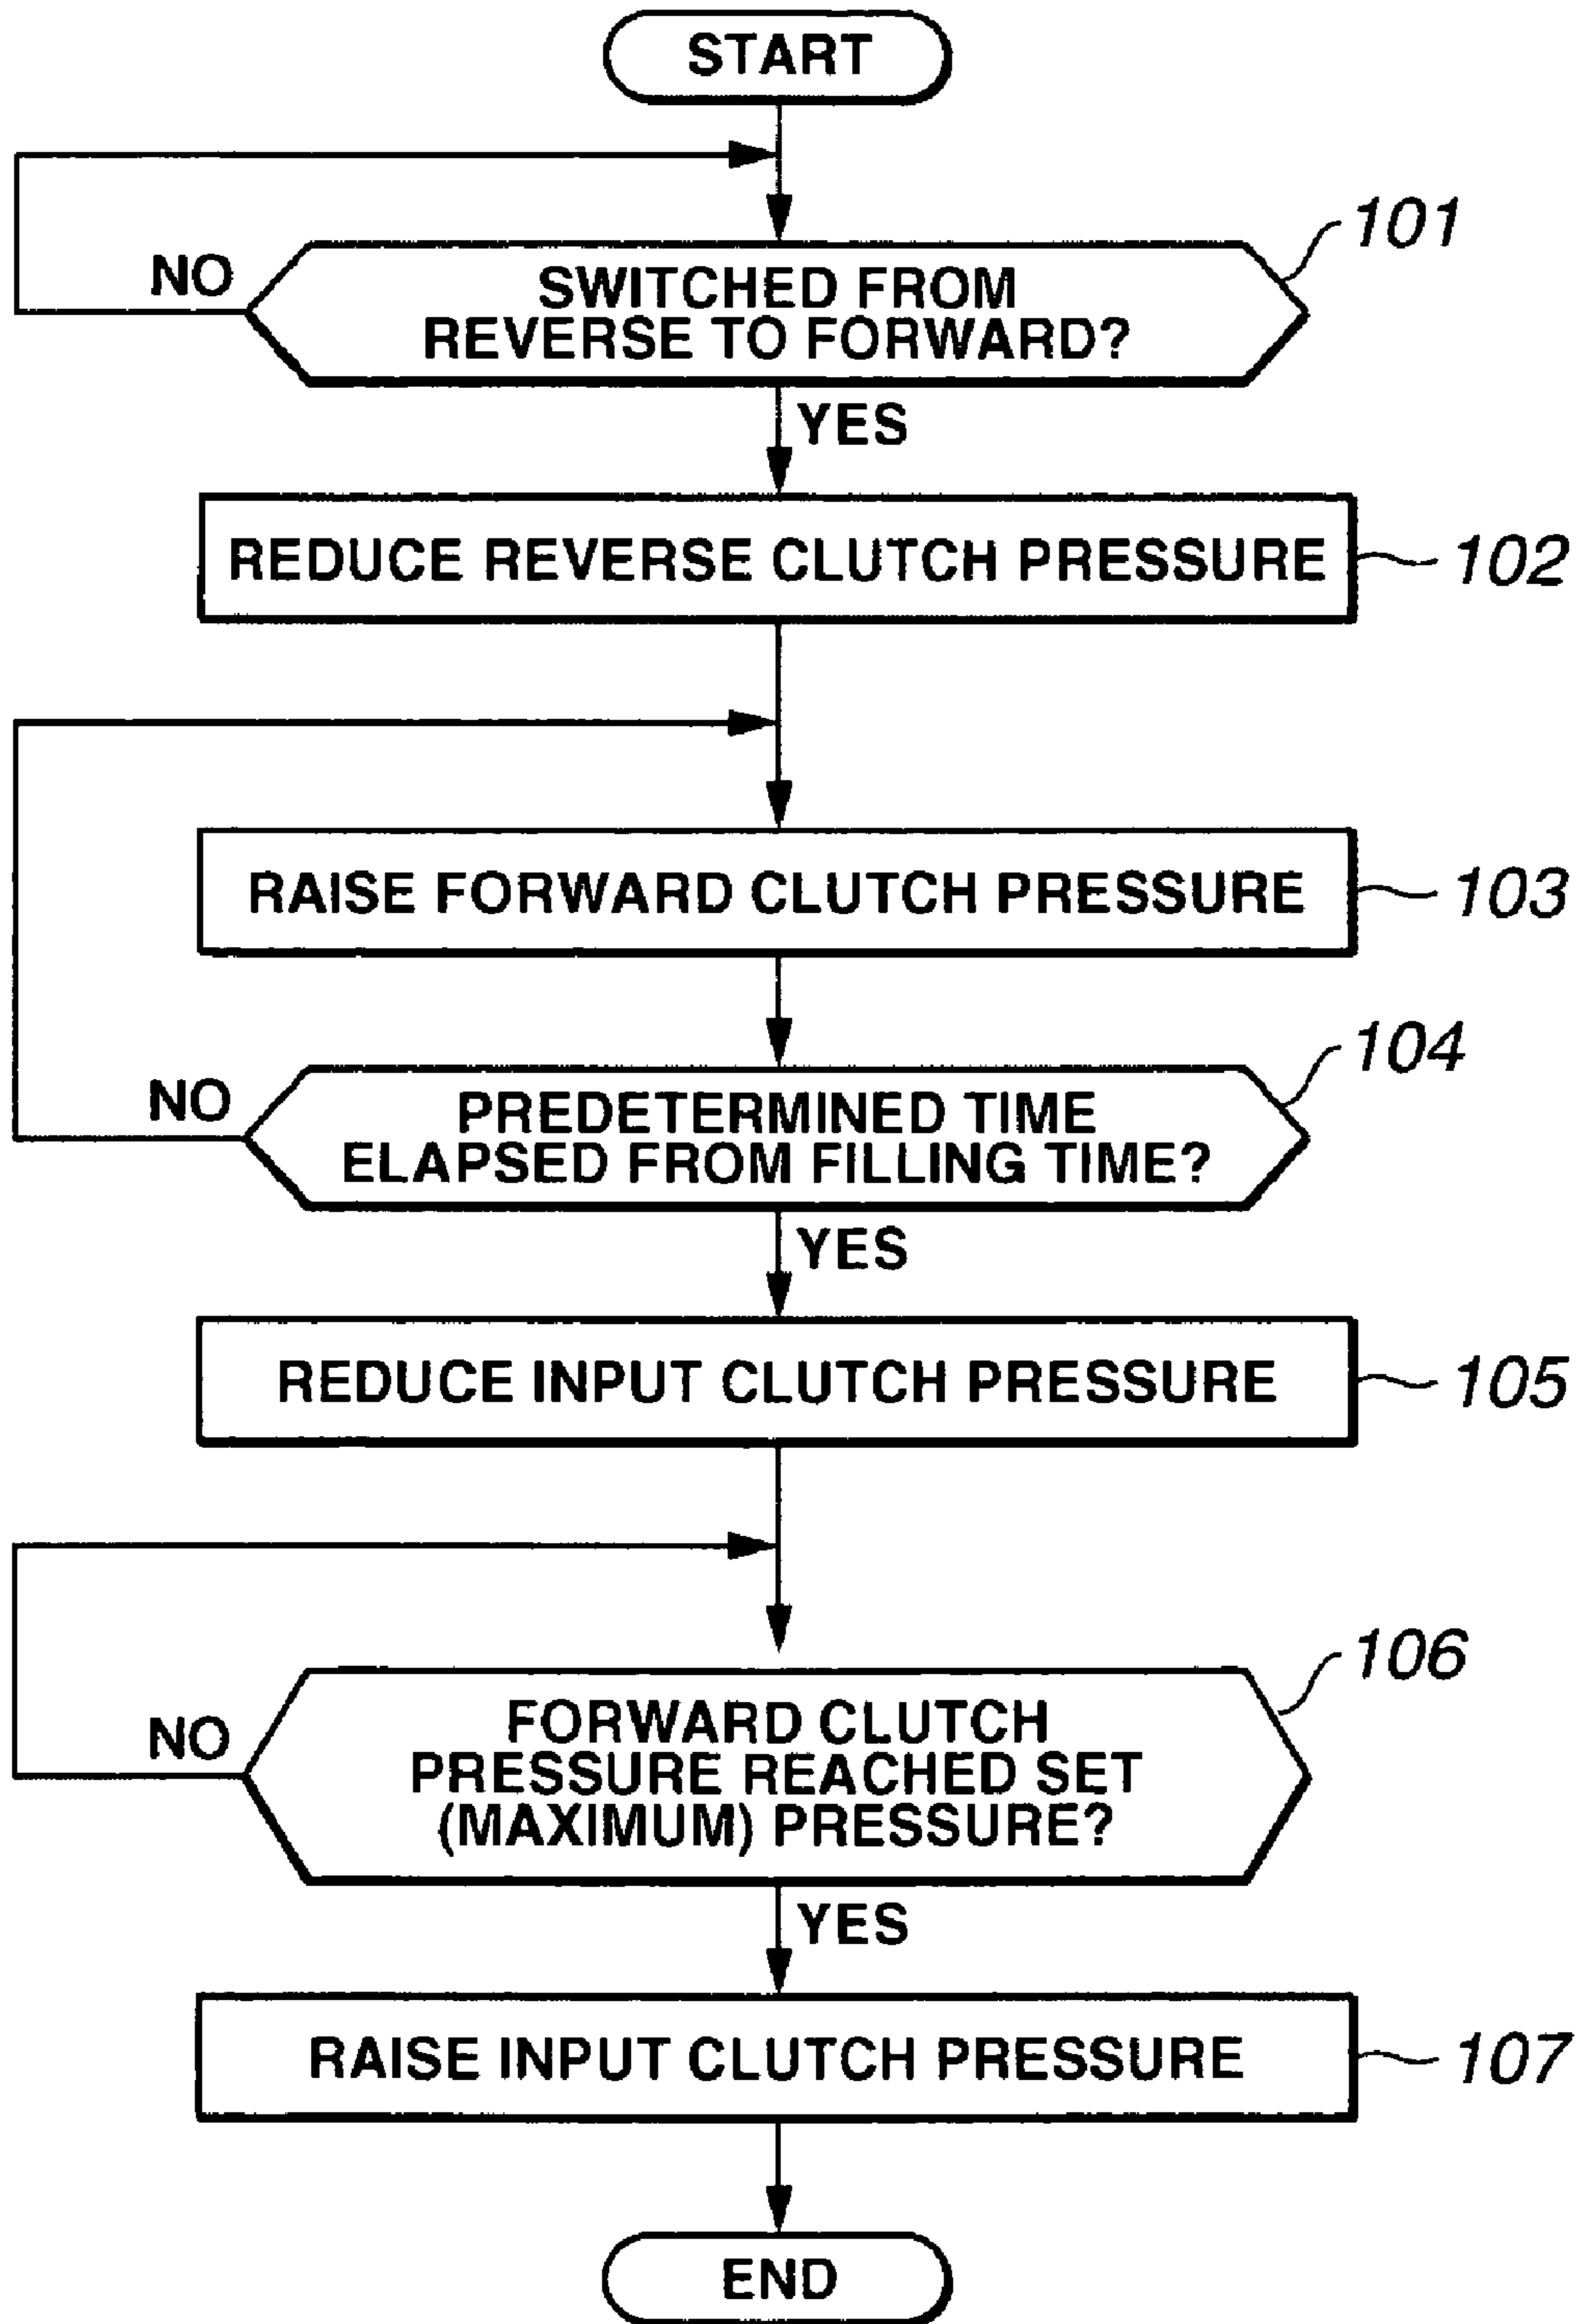 START
101
NO
SWITCHED FROM
REVERSE TO FORWARD?
YES
REDUCE REVERSE CLUTCH PRESSURE
102
RAISE FORWARD CLUTCH PRESSURE
103
104
NO
PREDETERMINED TIME
ELAPSED FROM FILLING TIME?
YES
REDUCE INPUT CLUTCH PRESSURE
105
106
NO
FORWARD CLUTCH
PRESSURE REACHED SET
(MAXIMUM) PRESSURE?
YES
RAISE INPUT CLUTCH PRESSURE
107
END